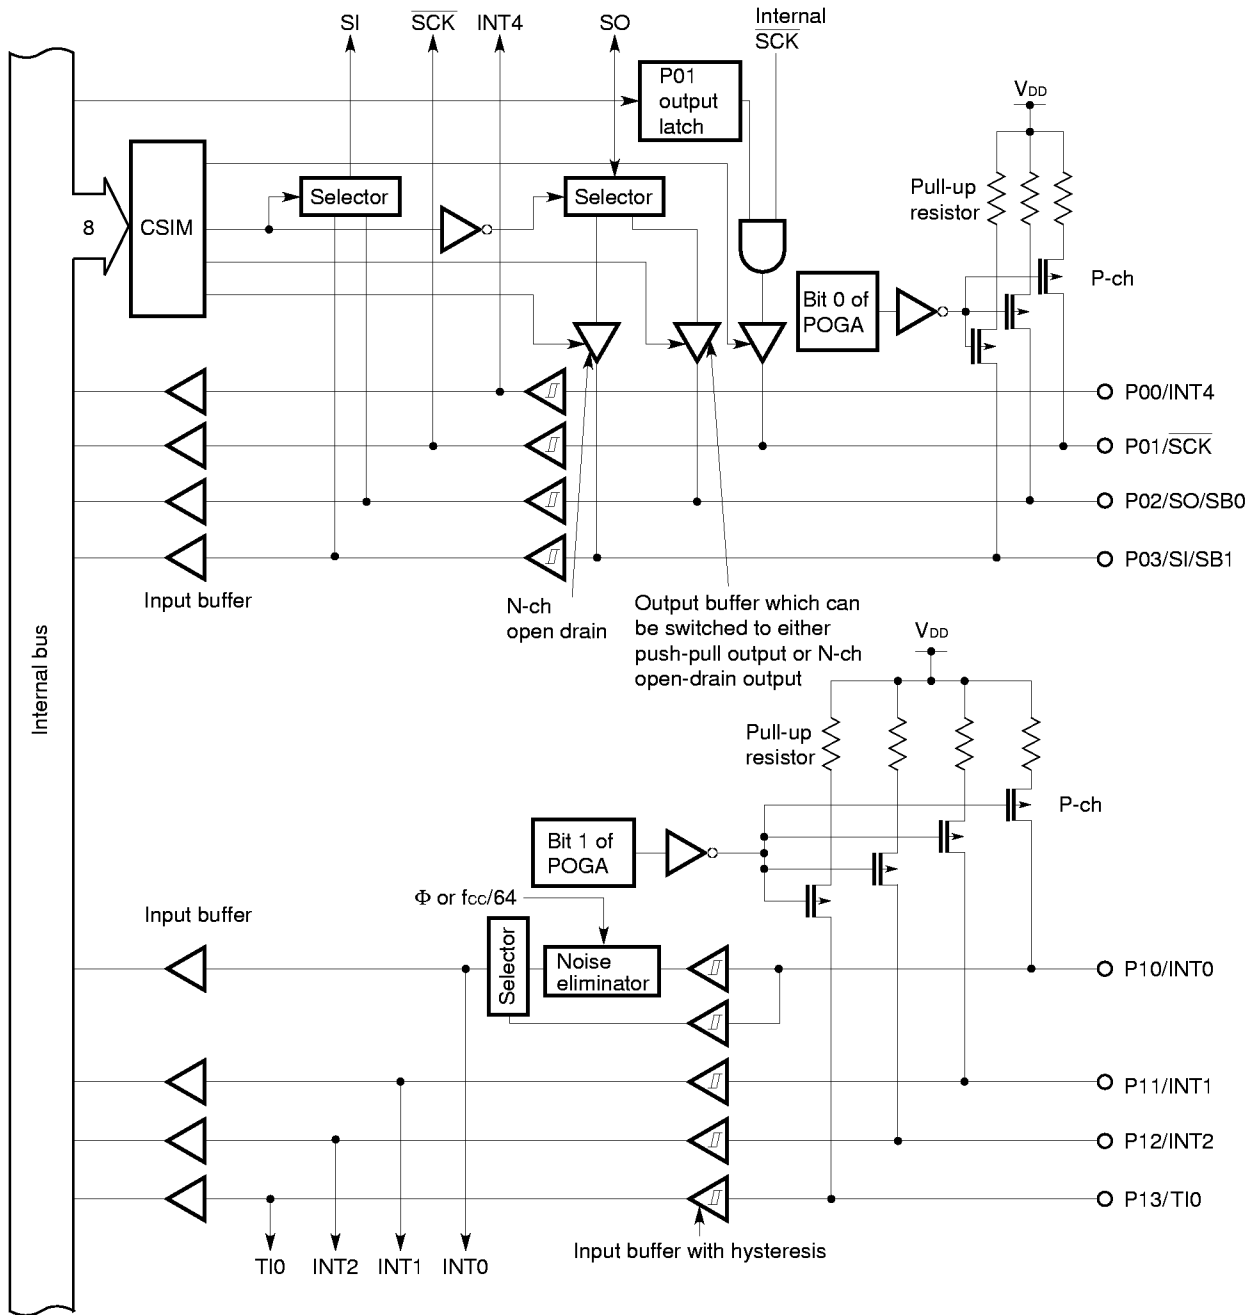 SI
SCK
INT4
SO
Internal
SCK
P01
output
latch
VDD
Selector
Selector
Pull-up
resistor
8
CSIM
Bit 0 of
POGA
P-ch
P00/INT4
P01/SCK
P02/SO/SB0
P03/SI/SB1
Input buffer
N-ch
open drain
Output buffer which can
be switched to either
push-pull output or N-ch
open-drain output
Internal bus
VDD
Pull-up
resistor
P-ch
Bit 1 of
POGA
Φ or fCC/64
Input buffer
Selector
Noise
eliminator
P10/INT0
P11/INT1
P12/INT2
P13/TI0
Input buffer with hysteresis
TI0
INT2
INT1
INT0